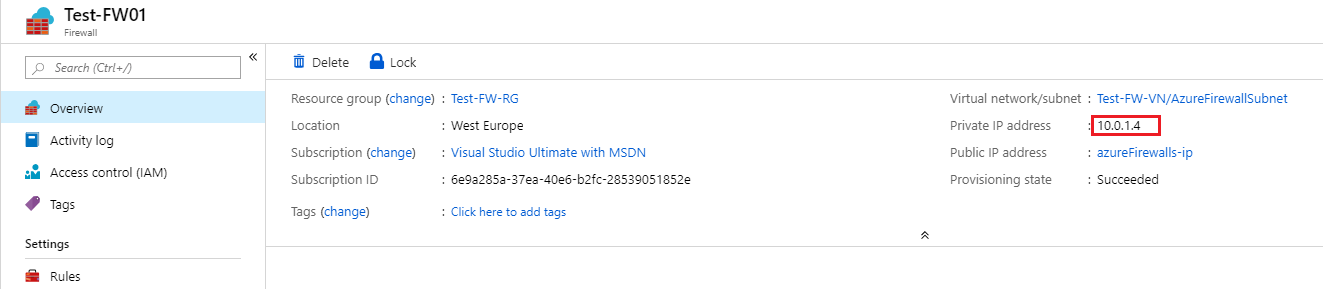 Test-FW01
Firewall
Search (Ctrl+/)
«
Overview
Activity log
Access control (IAM)
Tags
Settings
Rules
Delete Lock
Resource group (change) : Test-FW-RG
Location : West Europe
Subscription (change) : Visual Studio Ultimate with MSDN
Subscription ID : 6e9a285a-37ea-40e6-b2fc-28539051852e
Tags (change) : Click here to add tags
Virtual network/subnet : Test-FW-VN/AzureFirewallSubnet
Private IP address : 10.0.1.4
Public IP address : azureFirewalls-ip
Provisioning state : Succeeded